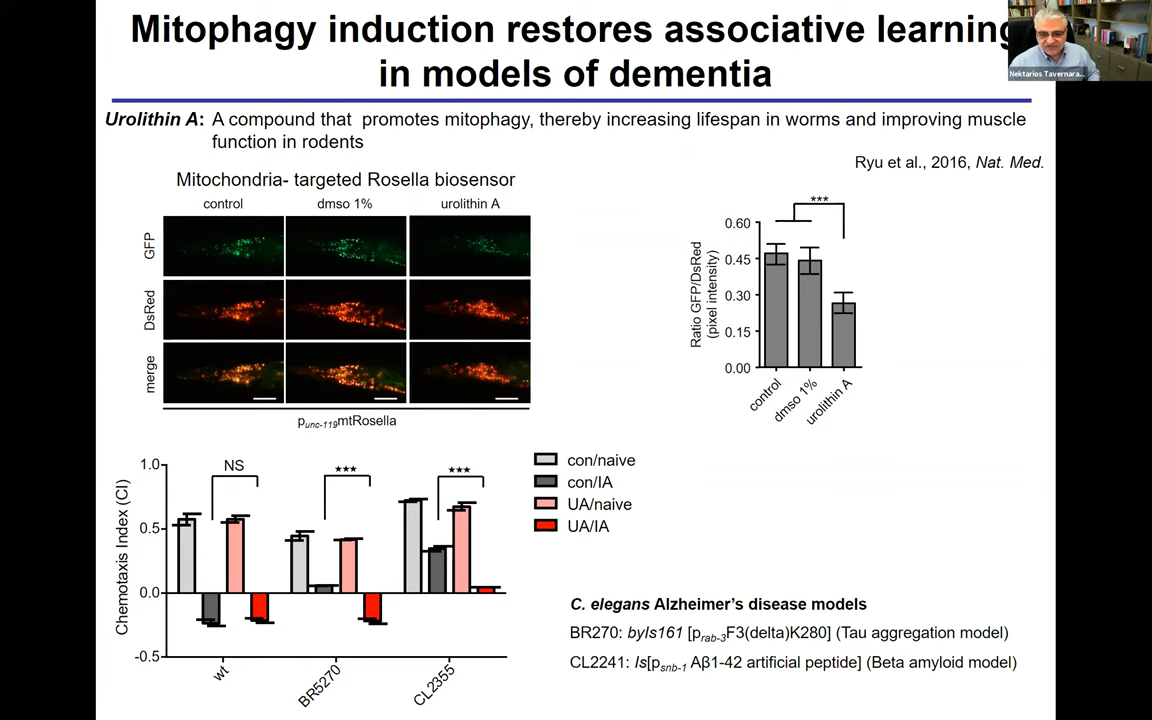 Mitophagy induction restores associative learning
in models of dementia
Nektarios Tavernara...
Urolithin A: A compound that promotes mitophagy, thereby increasing lifespan in worms and improving muscle
function in rodents
Ryu et al., 2016, Nat. Med.
Mitochondria- targeted Rosella biosensor
control dmso 1% urolithin A
GFP
DsRed
merge
punc-119mtRosella
***
Ratio GFP/DsRed
(pixel intensity)
0.60
0.45
0.30
0.15
0.00
control
dmso 1%
urolithin A
Chemotaxis Index (CI)
1.0
0.5
0.0
-0.5
NS
***
***
wt
BR5270
CL2355
con/naive
con/IA
UA/naive
UA/IA
C. elegans Alzheimer’s disease models
BR270: byIs161 [prab-3F3(delta)K280] (Tau aggregation model)
CL2241: Is[psnb-1 Aβ1-42 artificial peptide] (Beta amyloid model)